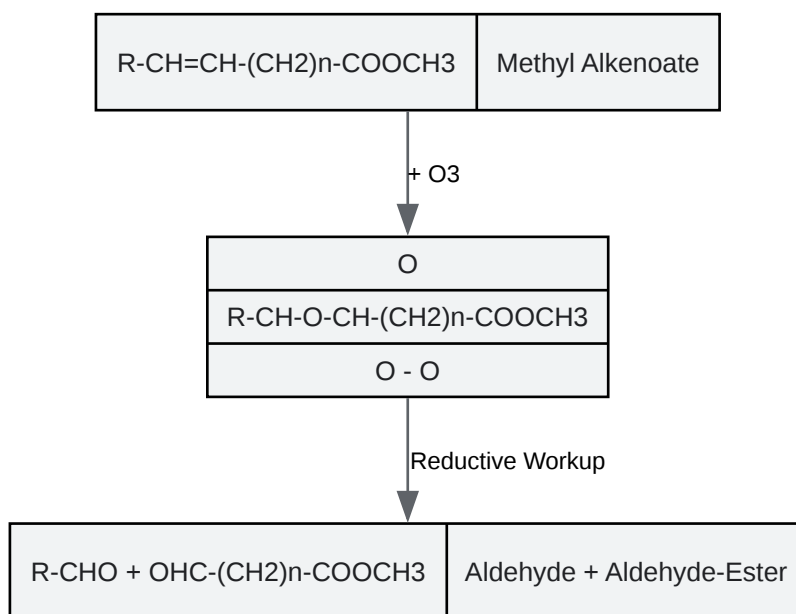 R-CH=CH-(CH2)n-COOCH3
Methyl Alkenoate
+ O3
O
R-CH-O-CH-(CH2)n-COOCH3
O - O
Reductive Workup
R-CHO + OHC-(CH2)n-COOCH3
Aldehyde + Aldehyde-Ester